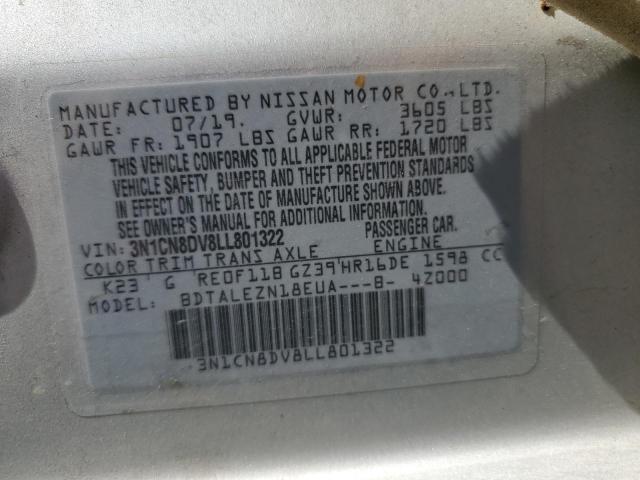 MANUFACTURED BY NISSAN MOTOR CO.,LTD.
DATE: 07/19. GVWR: 3605 LBS
GAWR FR: 1907 LBS GAWR RR: 1720 LBS
THIS VEHICLE CONFORMS TO ALL APPLICABLE FEDERAL MOTOR
VEHICLE SAFETY, BUMPER AND THEFT PREVENTION STANDARDS
IN EFFECT ON THE DATE OF MANUFACTURE SHOWN ABOVE.
SEE OWNER'S MANUAL FOR ADDITIONAL INFORMATION.
VIN: 3N1CN8DV8LL801322 PASSENGER CAR.
COLOR TRIM TRANS AXLE ENGINE
K23 G RE0F11B GZ39 HR16DE 1598 CC
MODEL: BDTALEZN18EUA---B- 4Z000
3N1CN8DV8LL801322